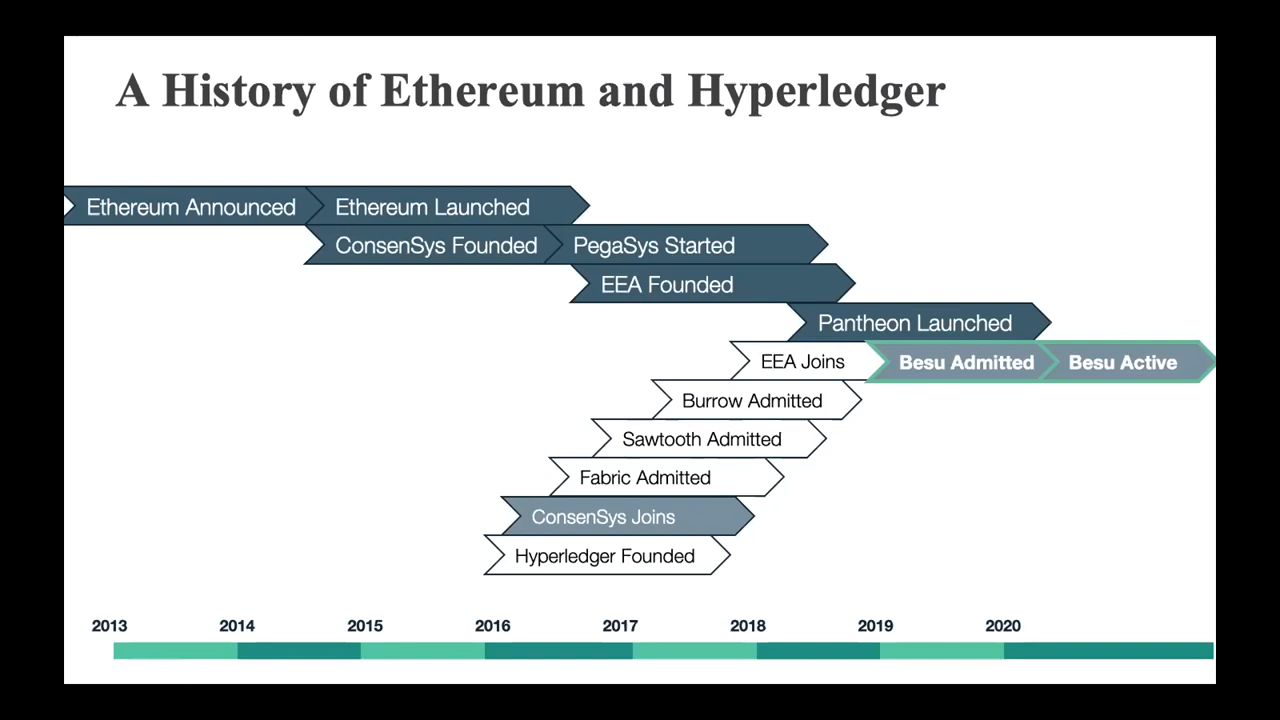 A History of Ethereum and Hyperledger
Ethereum Announced
Ethereum Launched
ConsenSys Founded
PegaSys Started
EEA Founded
Pantheon Launched
EEA Joins
Besu Admitted
Besu Active
Burrow Admitted
Sawtooth Admitted
Fabric Admitted
ConsenSys Joins
Hyperledger Founded
2013 2014 2015 2016 2017 2018 2019 2020